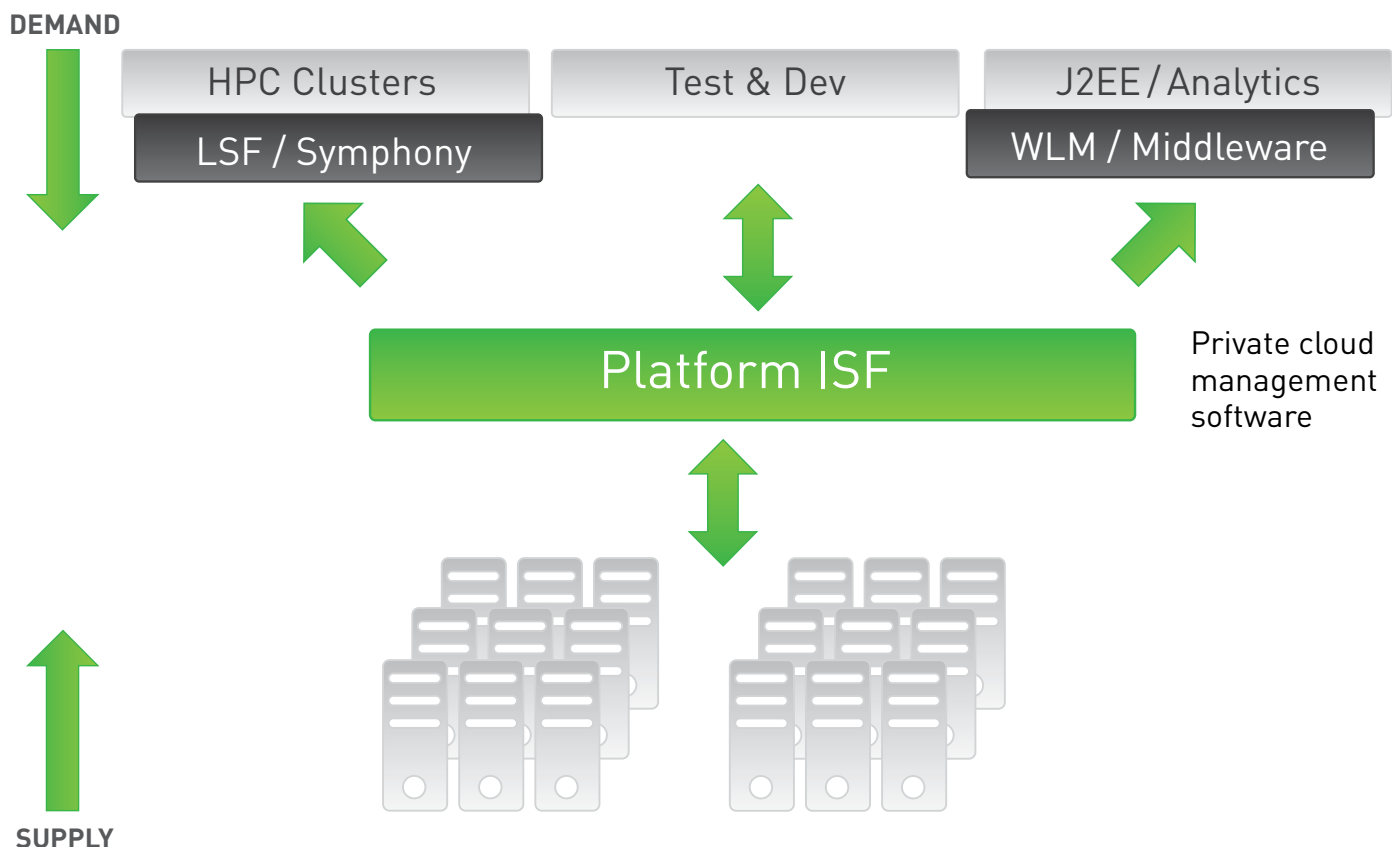 DEMAND
HPC Clusters
Test & Dev
J2EE / Analytics
LSF / Symphony
WLM / Middleware
Platform ISF
Private cloud
management
software
SUPPLY